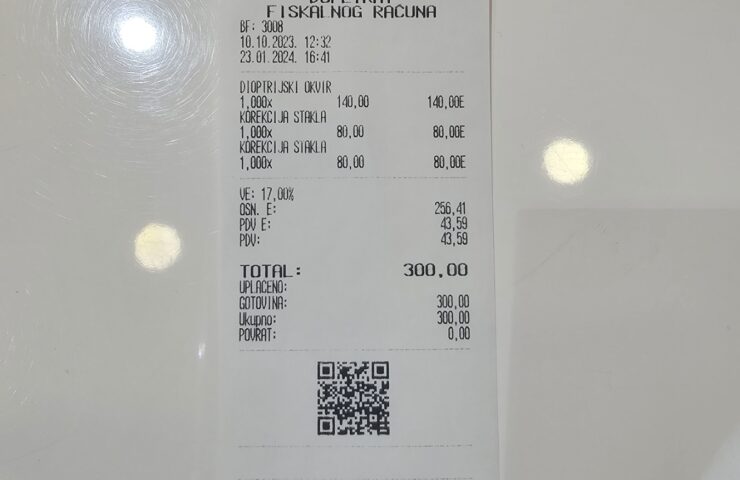 FISKALNOG RAČUNA
BF: 3008
10.10.2023. 12:32
23.01.2024. 16:41
DIOPTRIJSKI OKVIR
1,000x 140,00 140,00E
KOREKCIJA STAKLA
1,000x 80,00 80,00E
KOREKCIJA STAKLA
1,000x 80,00 80,00E
VE: 17,00%
OSN. E: 256,41
PDV E: 43,59
PDV: 43,59
TOTAL: 300,00
UPLAĆENO:
GOTOVINA: 300,00
Ukupno: 300,00
POVRAT: 0,00